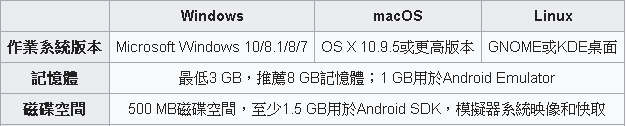 Windows macOS Linux
作業系統版本 Microsoft Windows 10/8.1/8/7 OS X 10.9.5或更高版本 GNOME或KDE桌面
記憶體 最低3 GB，推薦8 GB記憶體；1 GB用於Android Emulator
磁碟空間 500 MB磁碟空間，至少1.5 GB用於Android SDK，模擬器系統映像和快取